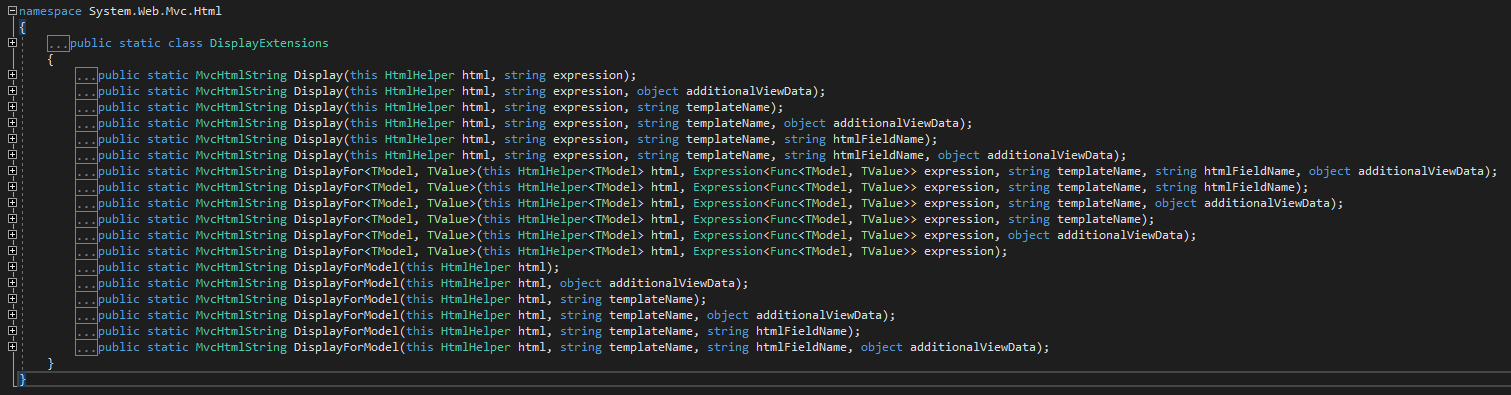 namespace System.Web.Mvc.Html
{
...public static class DisplayExtensions
{
...public static MvcHtmlString Display(this HtmlHelper html, string expression);
...public static MvcHtmlString Display(this HtmlHelper html, string expression, object additionalViewData);
...public static MvcHtmlString Display(this HtmlHelper html, string expression, string templateName);
...public static MvcHtmlString Display(this HtmlHelper html, string expression, string templateName, object additionalViewData);
...public static MvcHtmlString Display(this HtmlHelper html, string expression, string templateName, string htmlFieldName);
...public static MvcHtmlString Display(this HtmlHelper html, string expression, string templateName, string htmlFieldName, object additionalViewData);
...public static MvcHtmlString DisplayFor<TModel, TValue>(this HtmlHelper<TModel> html, Expression<Func<TModel, TValue>> expression, string templateName, string htmlFieldName, object additionalViewData);
...public static MvcHtmlString DisplayFor<TModel, TValue>(this HtmlHelper<TModel> html, Expression<Func<TModel, TValue>> expression, string templateName, string htmlFieldName);
...public static MvcHtmlString DisplayFor<TModel, TValue>(this HtmlHelper<TModel> html, Expression<Func<TModel, TValue>> expression, string templateName, object additionalViewData);
...public static MvcHtmlString DisplayFor<TModel, TValue>(this HtmlHelper<TModel> html, Expression<Func<TModel, TValue>> expression, string templateName);
...public static MvcHtmlString DisplayFor<TModel, TValue>(this HtmlHelper<TModel> html, Expression<Func<TModel, TValue>> expression, object additionalViewData);
...public static MvcHtmlString DisplayFor<TModel, TValue>(this HtmlHelper<TModel> html, Expression<Func<TModel, TValue>> expression);
...public static MvcHtmlString DisplayForModel(this HtmlHelper html);
...public static MvcHtmlString DisplayForModel(this HtmlHelper html, object additionalViewData);
...public static MvcHtmlString DisplayForModel(this HtmlHelper html, string templateName);
...public static MvcHtmlString DisplayForModel(this HtmlHelper html, string templateName, object additionalViewData);
...public static MvcHtmlString DisplayForModel(this HtmlHelper html, string templateName, string htmlFieldName);
...public static MvcHtmlString DisplayForModel(this HtmlHelper html, string templateName, string htmlFieldName, object additionalViewData);
}
}